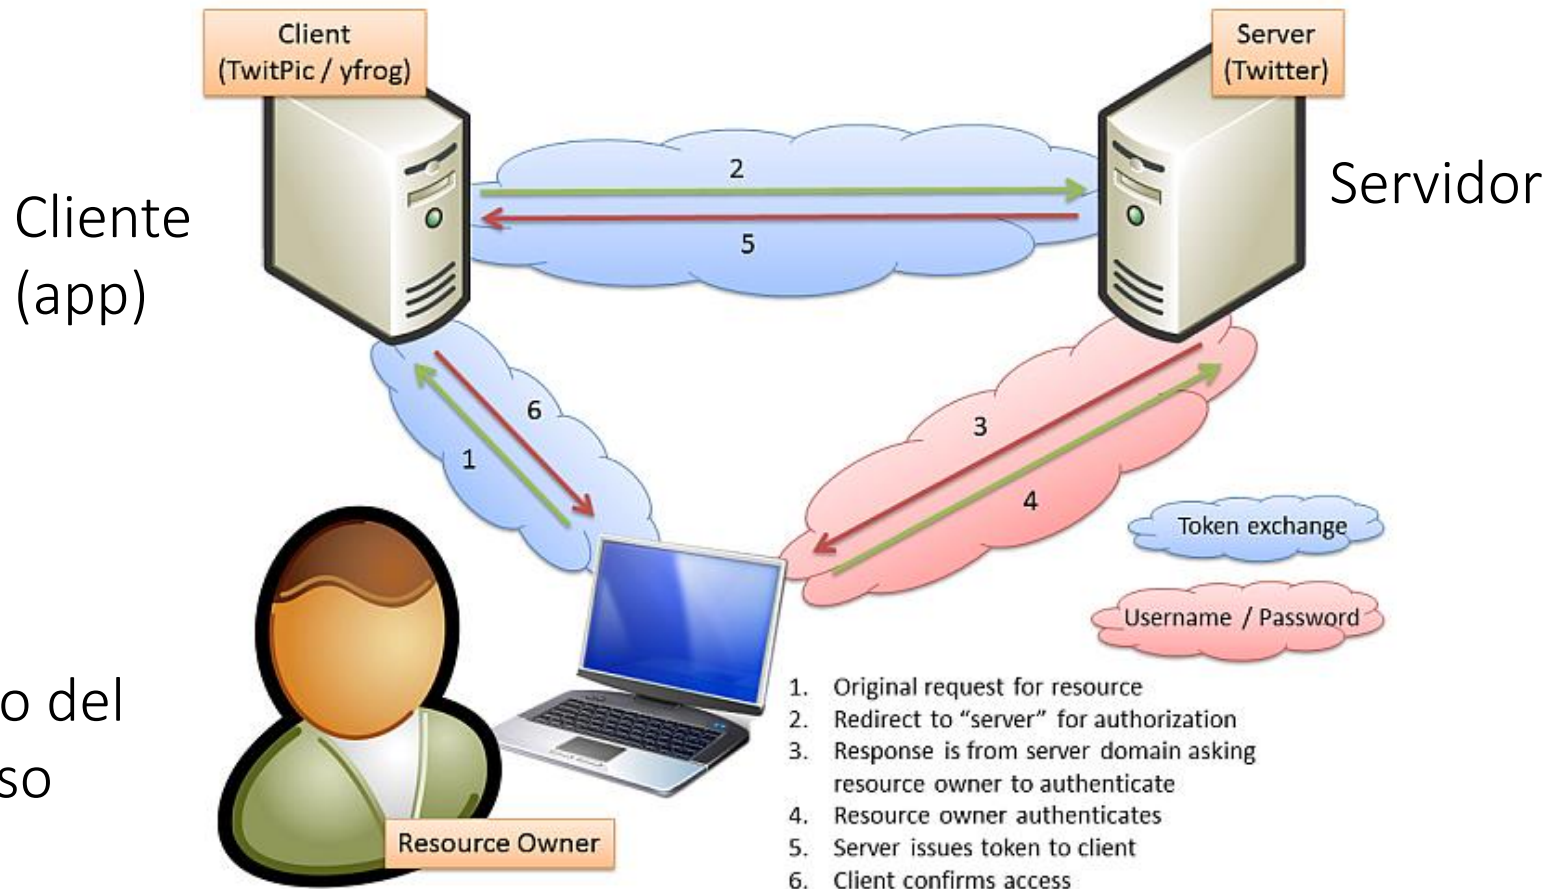 Client
(TwitPic / yfrog)
Server
(Twitter)
Cliente
(app)
Servidor
2
5
6
1
3
4
Token exchange
Username / Password
o del
so
Resource Owner
1. Original request for resource
2. Redirect to “server” for authorization
3. Response is from server domain asking
resource owner to authenticate
4. Resource owner authenticates
5. Server issues token to client
6. Client confirms access